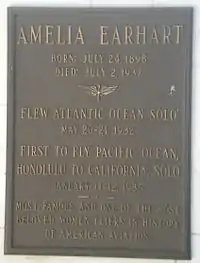 AMELIA EARHART
BORN: JULY 24 1898
DIED: JULY 2 1937
FLEW ATLANTIC OCEAN SOLO
MAY 20-21 1932
FIRST TO FLY PACIFIC OCEAN,
HONOLULU TO CALIFORNIA, SOLO
JANUARY 11-12 1935
MOST FAMOUS AND ONE OF THE MOST
BELOVED WOMEN FLYERS IN HISTORY
OF AMERICAN AVIATION